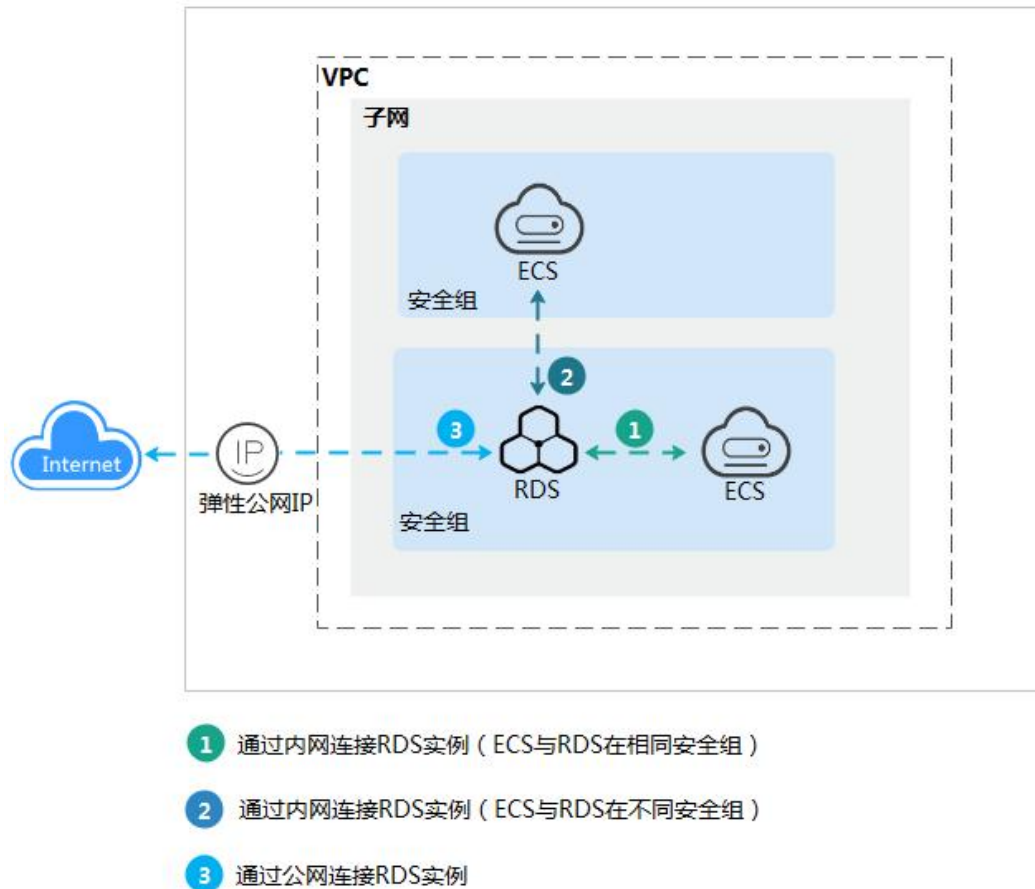 VPC
子网
ECS
安全组
2
Internet
IP
弹性公网IP
3
1
RDS
ECS
安全组
1 通过内网连接RDS实例（ECS与RDS在相同安全组）
2 通过内网连接RDS实例（ECS与RDS在不同安全组）
3 通过公网连接RDS实例